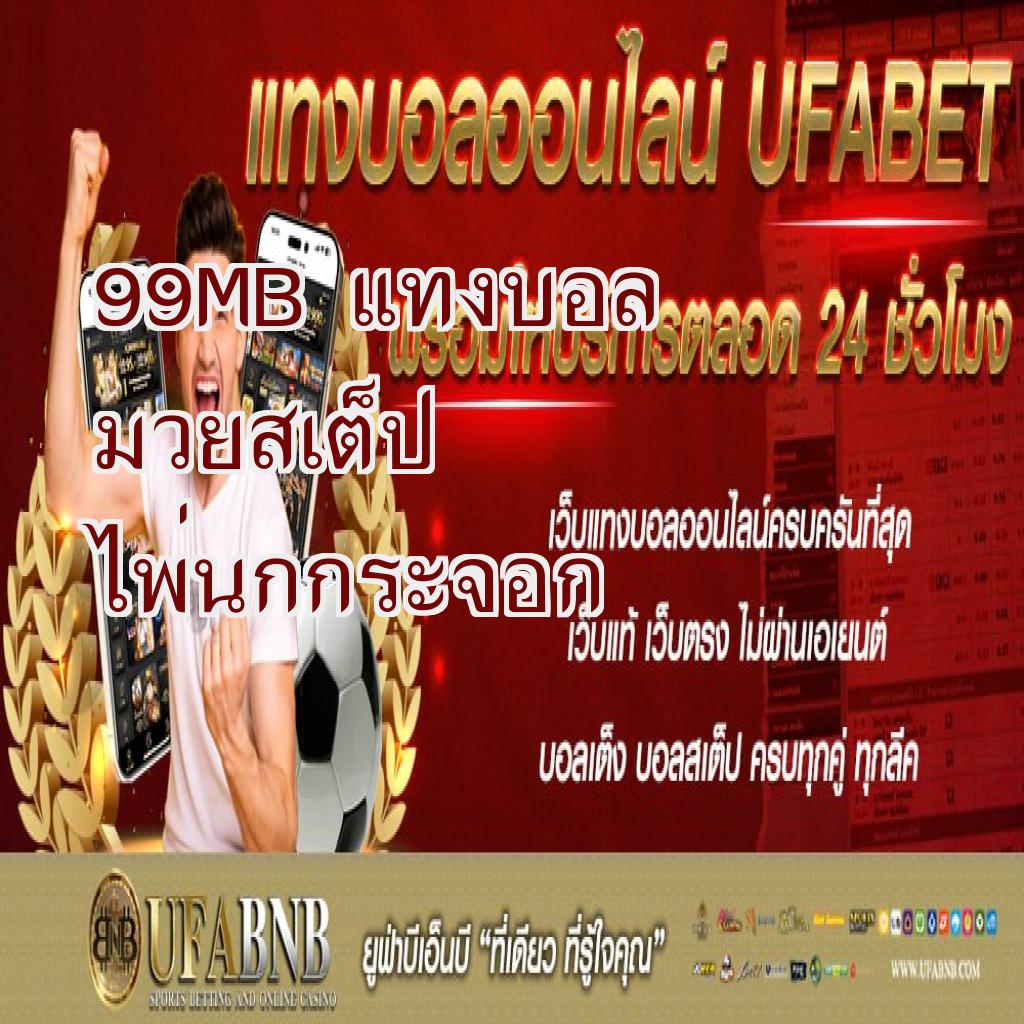 แทงบอลออนไลน์ UFABET
99MB แทงบอล
พร้อมให้บริการตลอด 24 ชั่วโมง
มวยสเต็ป
ไพ่นกกระจอก
เว็บแทงบอลออนไลน์ครบครันที่สุด
เว็บแท้ เว็บตรง ไม่ผ่านเอเยนต์
บอลเต็ง บอลสเต็ป ครบทุกคู่ ทุกลีค
BNB UFABNB
SPORTS BETTING AND ONLINE CASINO
ยูฟ่าบีเอ็นบี “ที่เดียว ที่รู้ใจคุณ”
WWW.UFABNB.COM